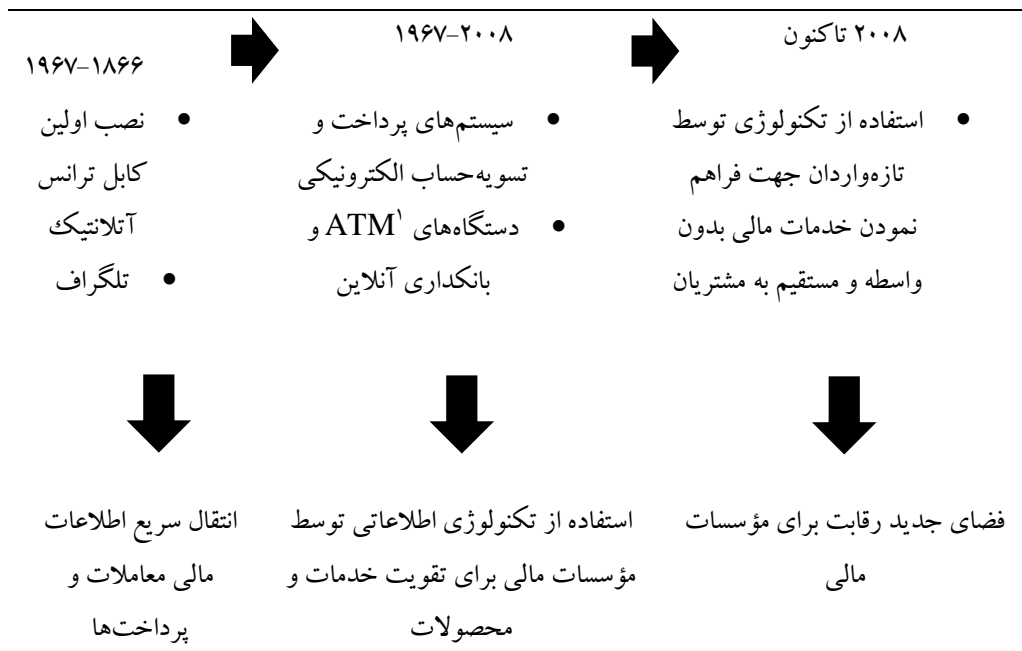 ۱۹۶۷–۱۸۶۶
• نصب اولین
کابل ترانس
آتلانتیک
• تلگراف
انتقال سریع اطلاعات
مالی معاملات و
پرداخت‌ها
۱۹۶۷–۲۰۰۸
• سیستم‌های پرداخت و
تسویه‌حساب الکترونیکی
• دستگاه‌های ATM۱ و
بانکداری آنلاین
استفاده از تکنولوژی اطلاعاتی توسط
مؤسسات مالی برای تقویت خدمات و
محصولات
۲۰۰۸ تاکنون
• استفاده از تکنولوژی توسط
تازه‌واردان جهت فراهم
نمودن خدمات مالی بدون
واسطه و مستقیم به مشتریان
فضای جدید رقابت برای مؤسسات
مالی